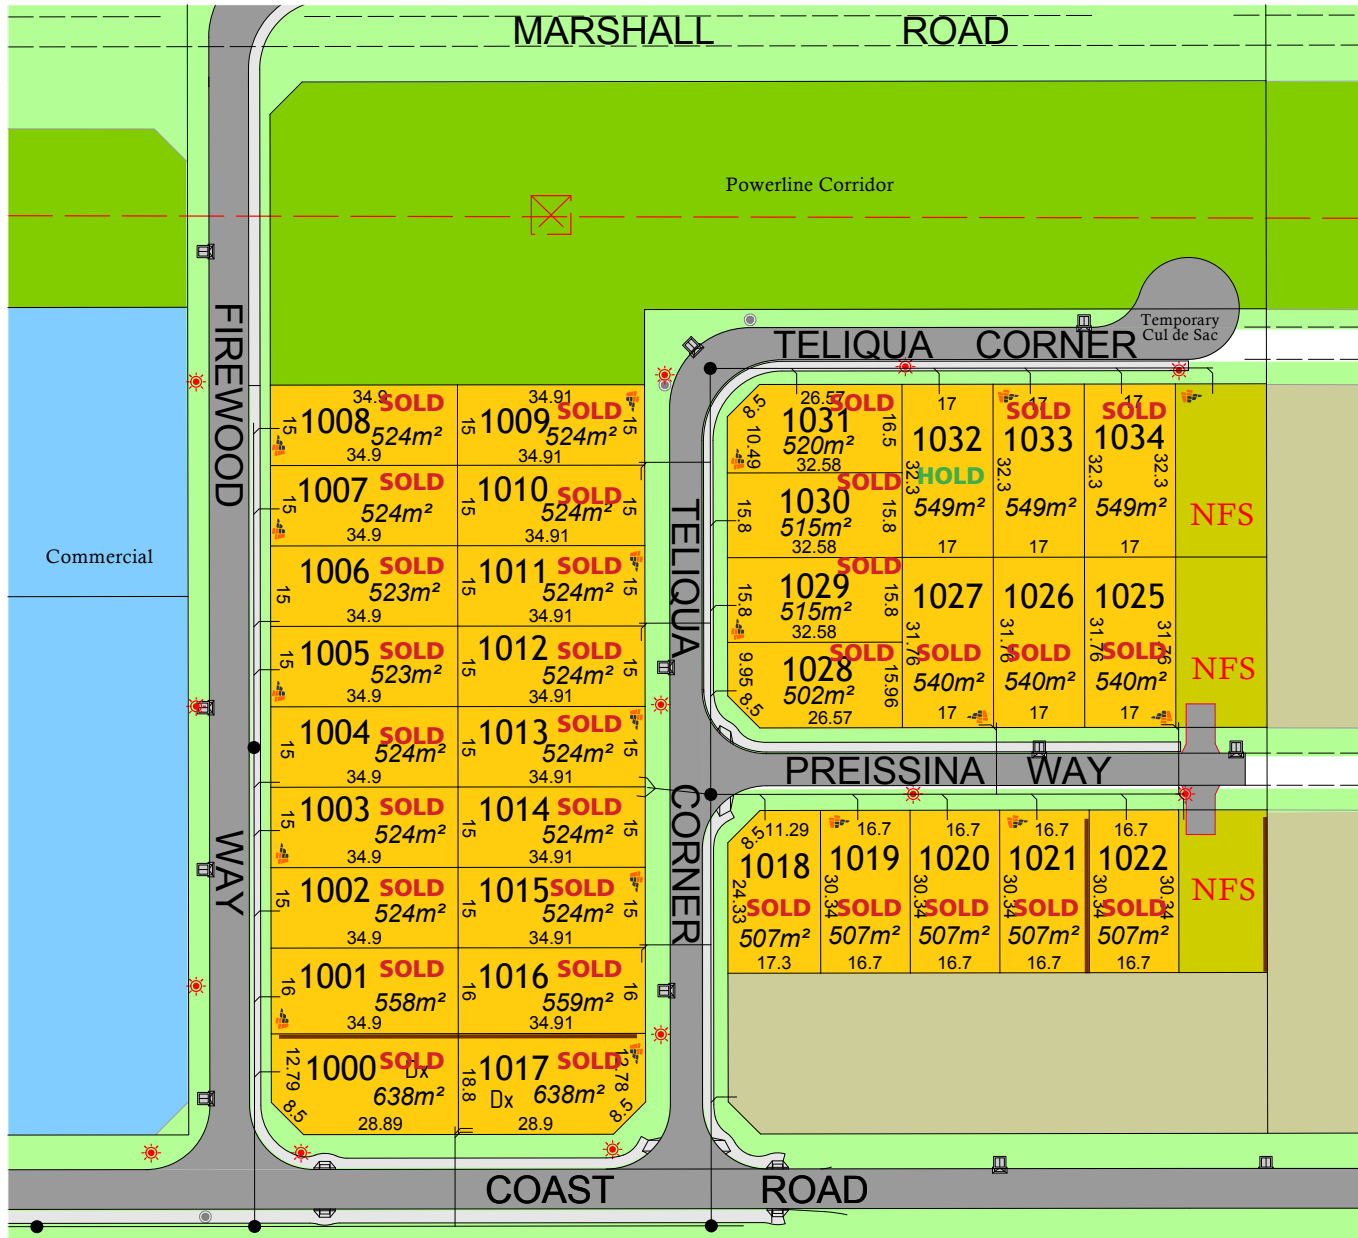 MARSHALL ROAD
Powerline Corridor
Temporary
Cul de Sac
TELIQUA CORNER
FIREWOOD WAY
TELIQUA CORNER
Commercial
34.9
15
1008
SOLD
524m²
34.9
34.91
15
1009
SOLD
524m²
15
34.91
15
1007
SOLD
524m²
34.9
15
1010
SOLD
524m²
15
34.91
15
1006
SOLD
523m²
34.9
15
1011
SOLD
524m²
15
34.91
15
1005
SOLD
523m²
34.9
15
1012
SOLD
524m²
15
34.91
15
1004
SOLD
524m²
34.9
15
1013
SOLD
524m²
15
34.91
15
1003
SOLD
524m²
34.9
15
1014
SOLD
524m²
15
34.91
15
1002
SOLD
524m²
34.9
15
1015
SOLD
524m²
15
34.91
16
1001
SOLD
558m²
34.9
16
1016
SOLD
559m²
16
34.91
12.79
1000
SOLD
Dx
638m²
8.5
28.89
18.8
1017
SOLD
12.78
Dx
638m²
8.5
28.9
8.5
26.57
SOLD
1031
10.49
520m²
16.5
32.58
SOLD
1030
15.8
515m²
15.8
32.58
SOLD
1029
15.8
515m²
15.8
32.58
SOLD
1028
9.95
502m²
15.96
8.5
26.57
17
1032
HOLD
32.3
549m²
17
17
SOLD
1033
32.3
549m²
17
17
SOLD
1034
32.3
32.3
549m²
17
NFS
1027
31.76
SOLD
540m²
17
1026
31.76
SOLD
540m²
17
1025
31.76
31.76
SOLD
540m²
17
NFS
PREISSINA WAY
8.5
11.29
1018
24.33
SOLD
507m²
17.3
16.7
1019
30.34
SOLD
507m²
16.7
16.7
1020
30.34
SOLD
507m²
16.7
16.7
1021
30.34
SOLD
507m²
16.7
16.7
1022
30.34
30.34
SOLD
507m²
16.7
NFS
COAST ROAD